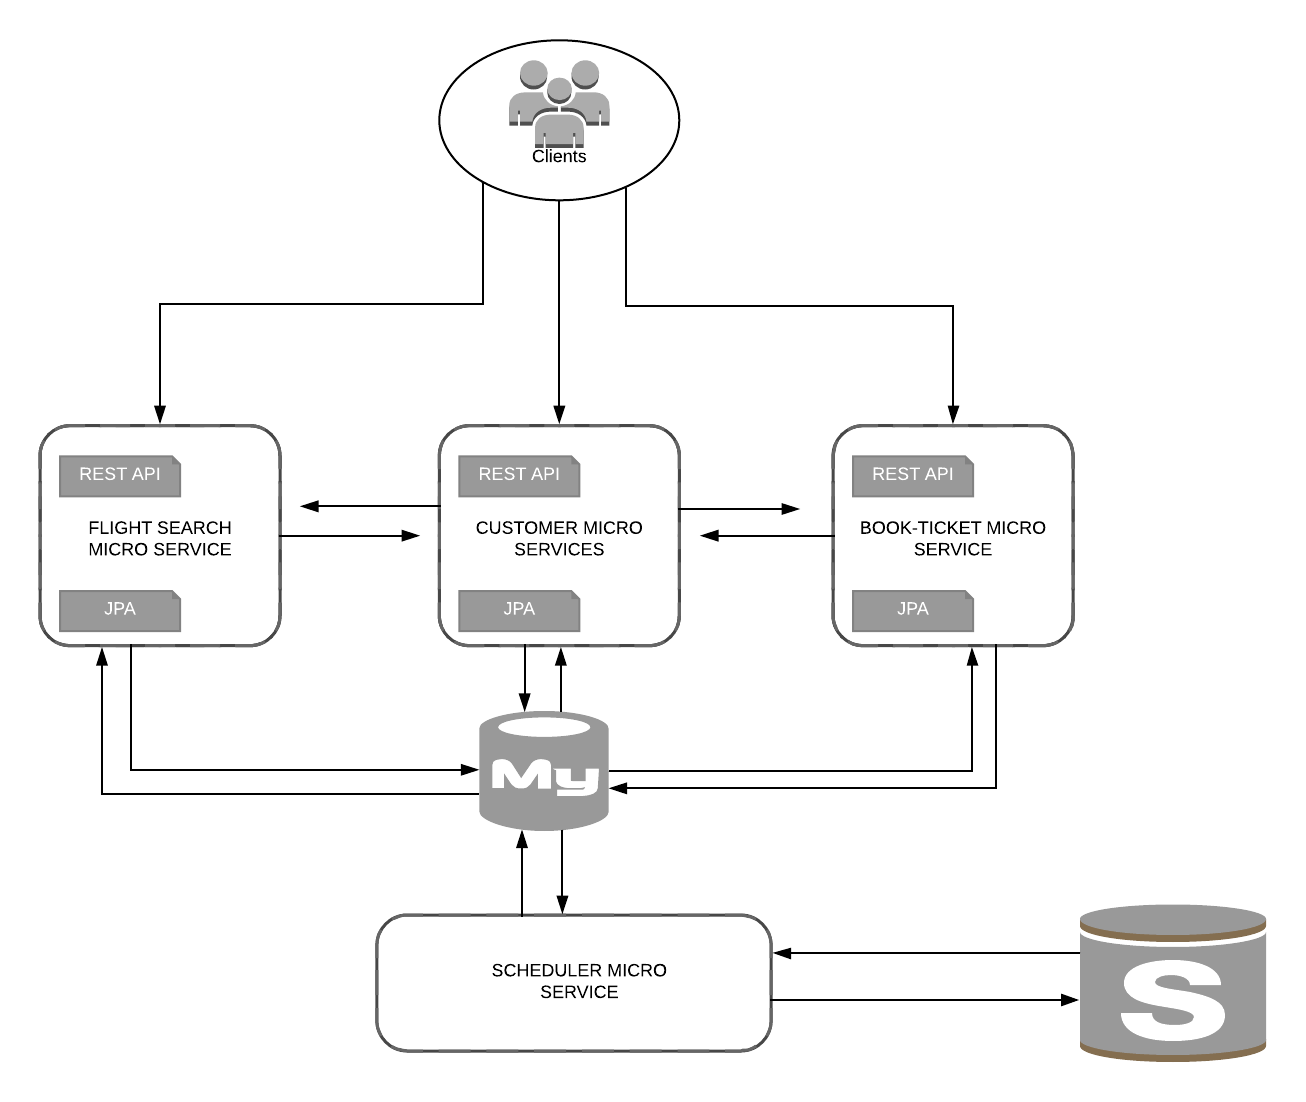 Clients
REST API
FLIGHT SEARCH
MICRO SERVICE
JPA
REST API
CUSTOMER MICRO
SERVICES
JPA
REST API
BOOK-TICKET MICRO
SERVICE
JPA
My
SCHEDULER MICRO
SERVICE
S